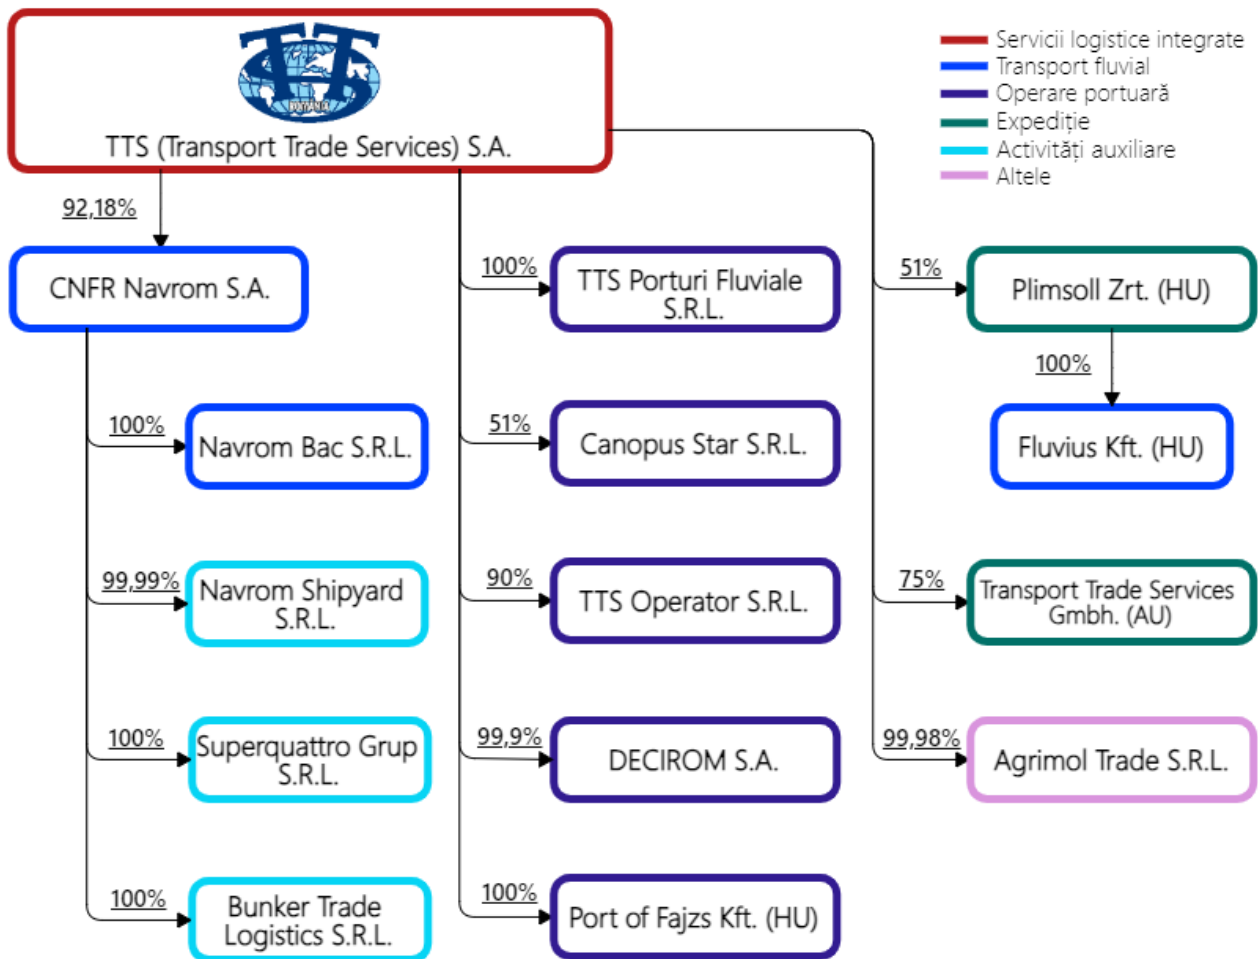 ROMANIA
TTS (Transport Trade Services) S.A.
Servicii logistice integrate
Transport fluvial
Operare portuară
Expediție
Activități auxiliare
Altele
92,18%
CNFR Navrom S.A.
100%
Navrom Bac S.R.L.
99,99%
Navrom Shipyard
S.R.L.
100%
Superquattro Grup
S.R.L.
100%
Bunker Trade
Logistics S.R.L.
100%
TTS Porturi Fluviale
S.R.L.
51%
Canopus Star S.R.L.
90%
TTS Operator S.R.L.
99,9%
DECIROM S.A.
100%
Port of Fajzs Kft. (HU)
51%
Plimsoll Zrt. (HU)
100%
Fluvius Kft. (HU)
75%
Transport Trade Services
Gmbh. (AU)
99,98%
Agrimol Trade S.R.L.